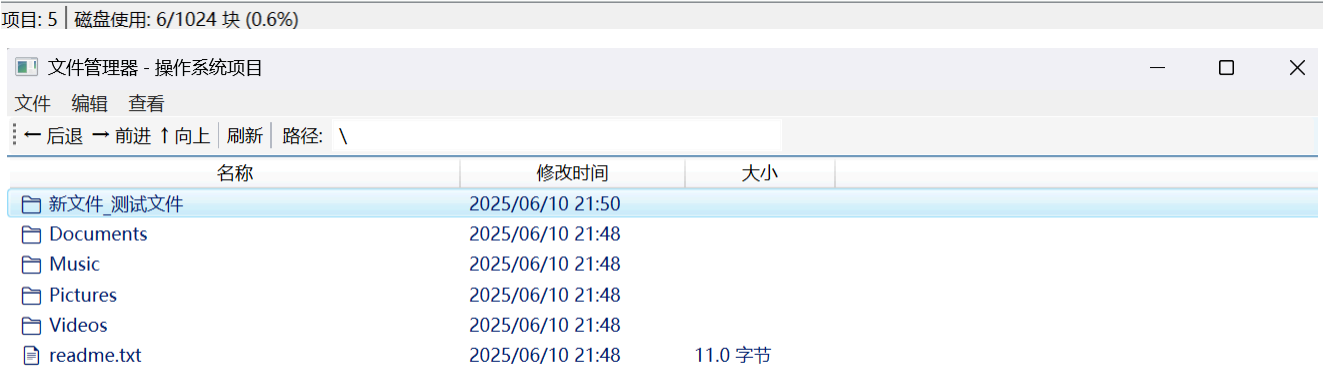 项目: 5 | 磁盘使用: 6/1024 块 (0.6%)
文件管理器 - 操作系统项目
文件 编辑 查看
← 后退 → 前进 ↑ 向上 刷新 路径: \
名称 修改时间 大小
新文件_测试文件 2025/06/10 21:50
Documents 2025/06/10 21:48
Music 2025/06/10 21:48
Pictures 2025/06/10 21:48
Videos 2025/06/10 21:48
readme.txt 2025/06/10 21:48 11.0 字节